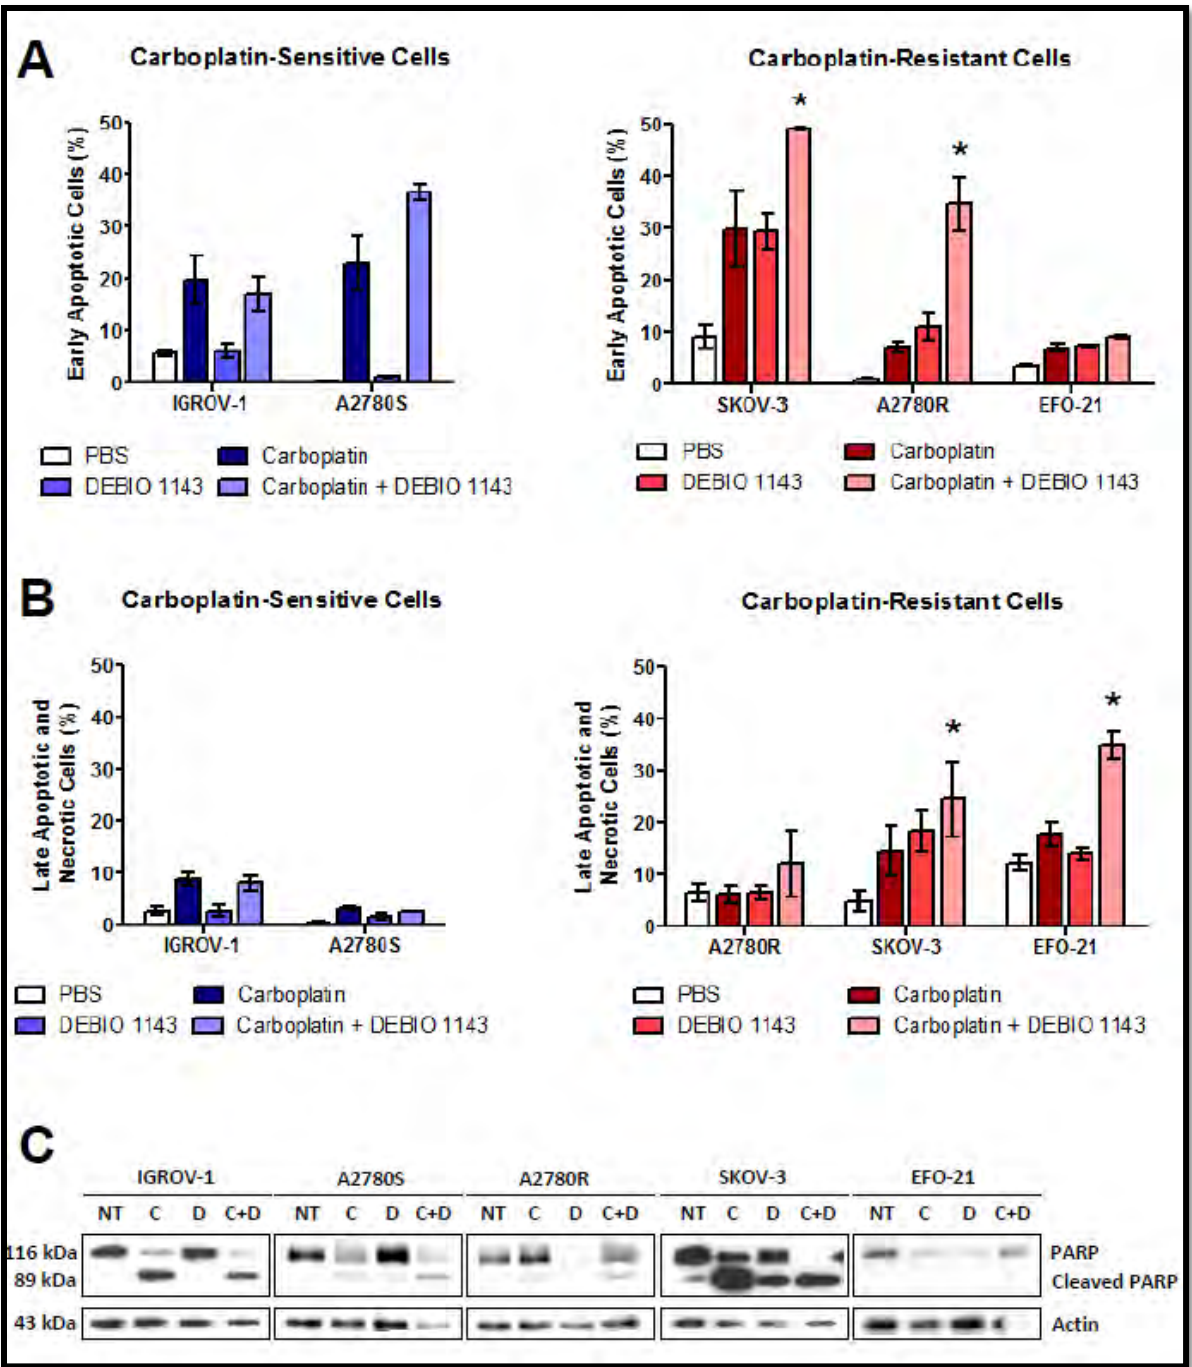 A
Carboplatin-Sensitive Cells
Carboplatin-Resistant Cells
Early Apoptotic Cells (%)
50
40
30
20
10
0
IGROV-1 A2780S
Early Apoptotic Cells (%)
50
40
30
20
10
0
* *
SKOV-3 A2780R EFO-21
PBS Carboplatin
DEBIO 1143 Carboplatin + DEBIO 1143
PBS Carboplatin
DEBIO 1143 Carboplatin + DEBIO 1143
B
Carboplatin-Sensitive Cells
Carboplatin-Resistant Cells
Late Apoptotic and
Necrotic Cells (%)
50
40
30
20
10
0
IGROV-1 A2780S
Late Apoptotic and
Necrotic Cells (%)
50
40
30
20
10
0
* *
A2780R SKOV-3 EFO-21
PBS Carboplatin
DEBIO 1143 Carboplatin + DEBIO 1143
PBS Carboplatin
DEBIO 1143 Carboplatin + DEBIO 1143
C
IGROV-1 A2780S A2780R SKOV-3 EFO-21
NT C D C+D NT C D C+D NT C D C+D NT C D C+D NT C D C+D
116 kDa PARP
89 kDa Cleaved PARP
43 kDa Actin